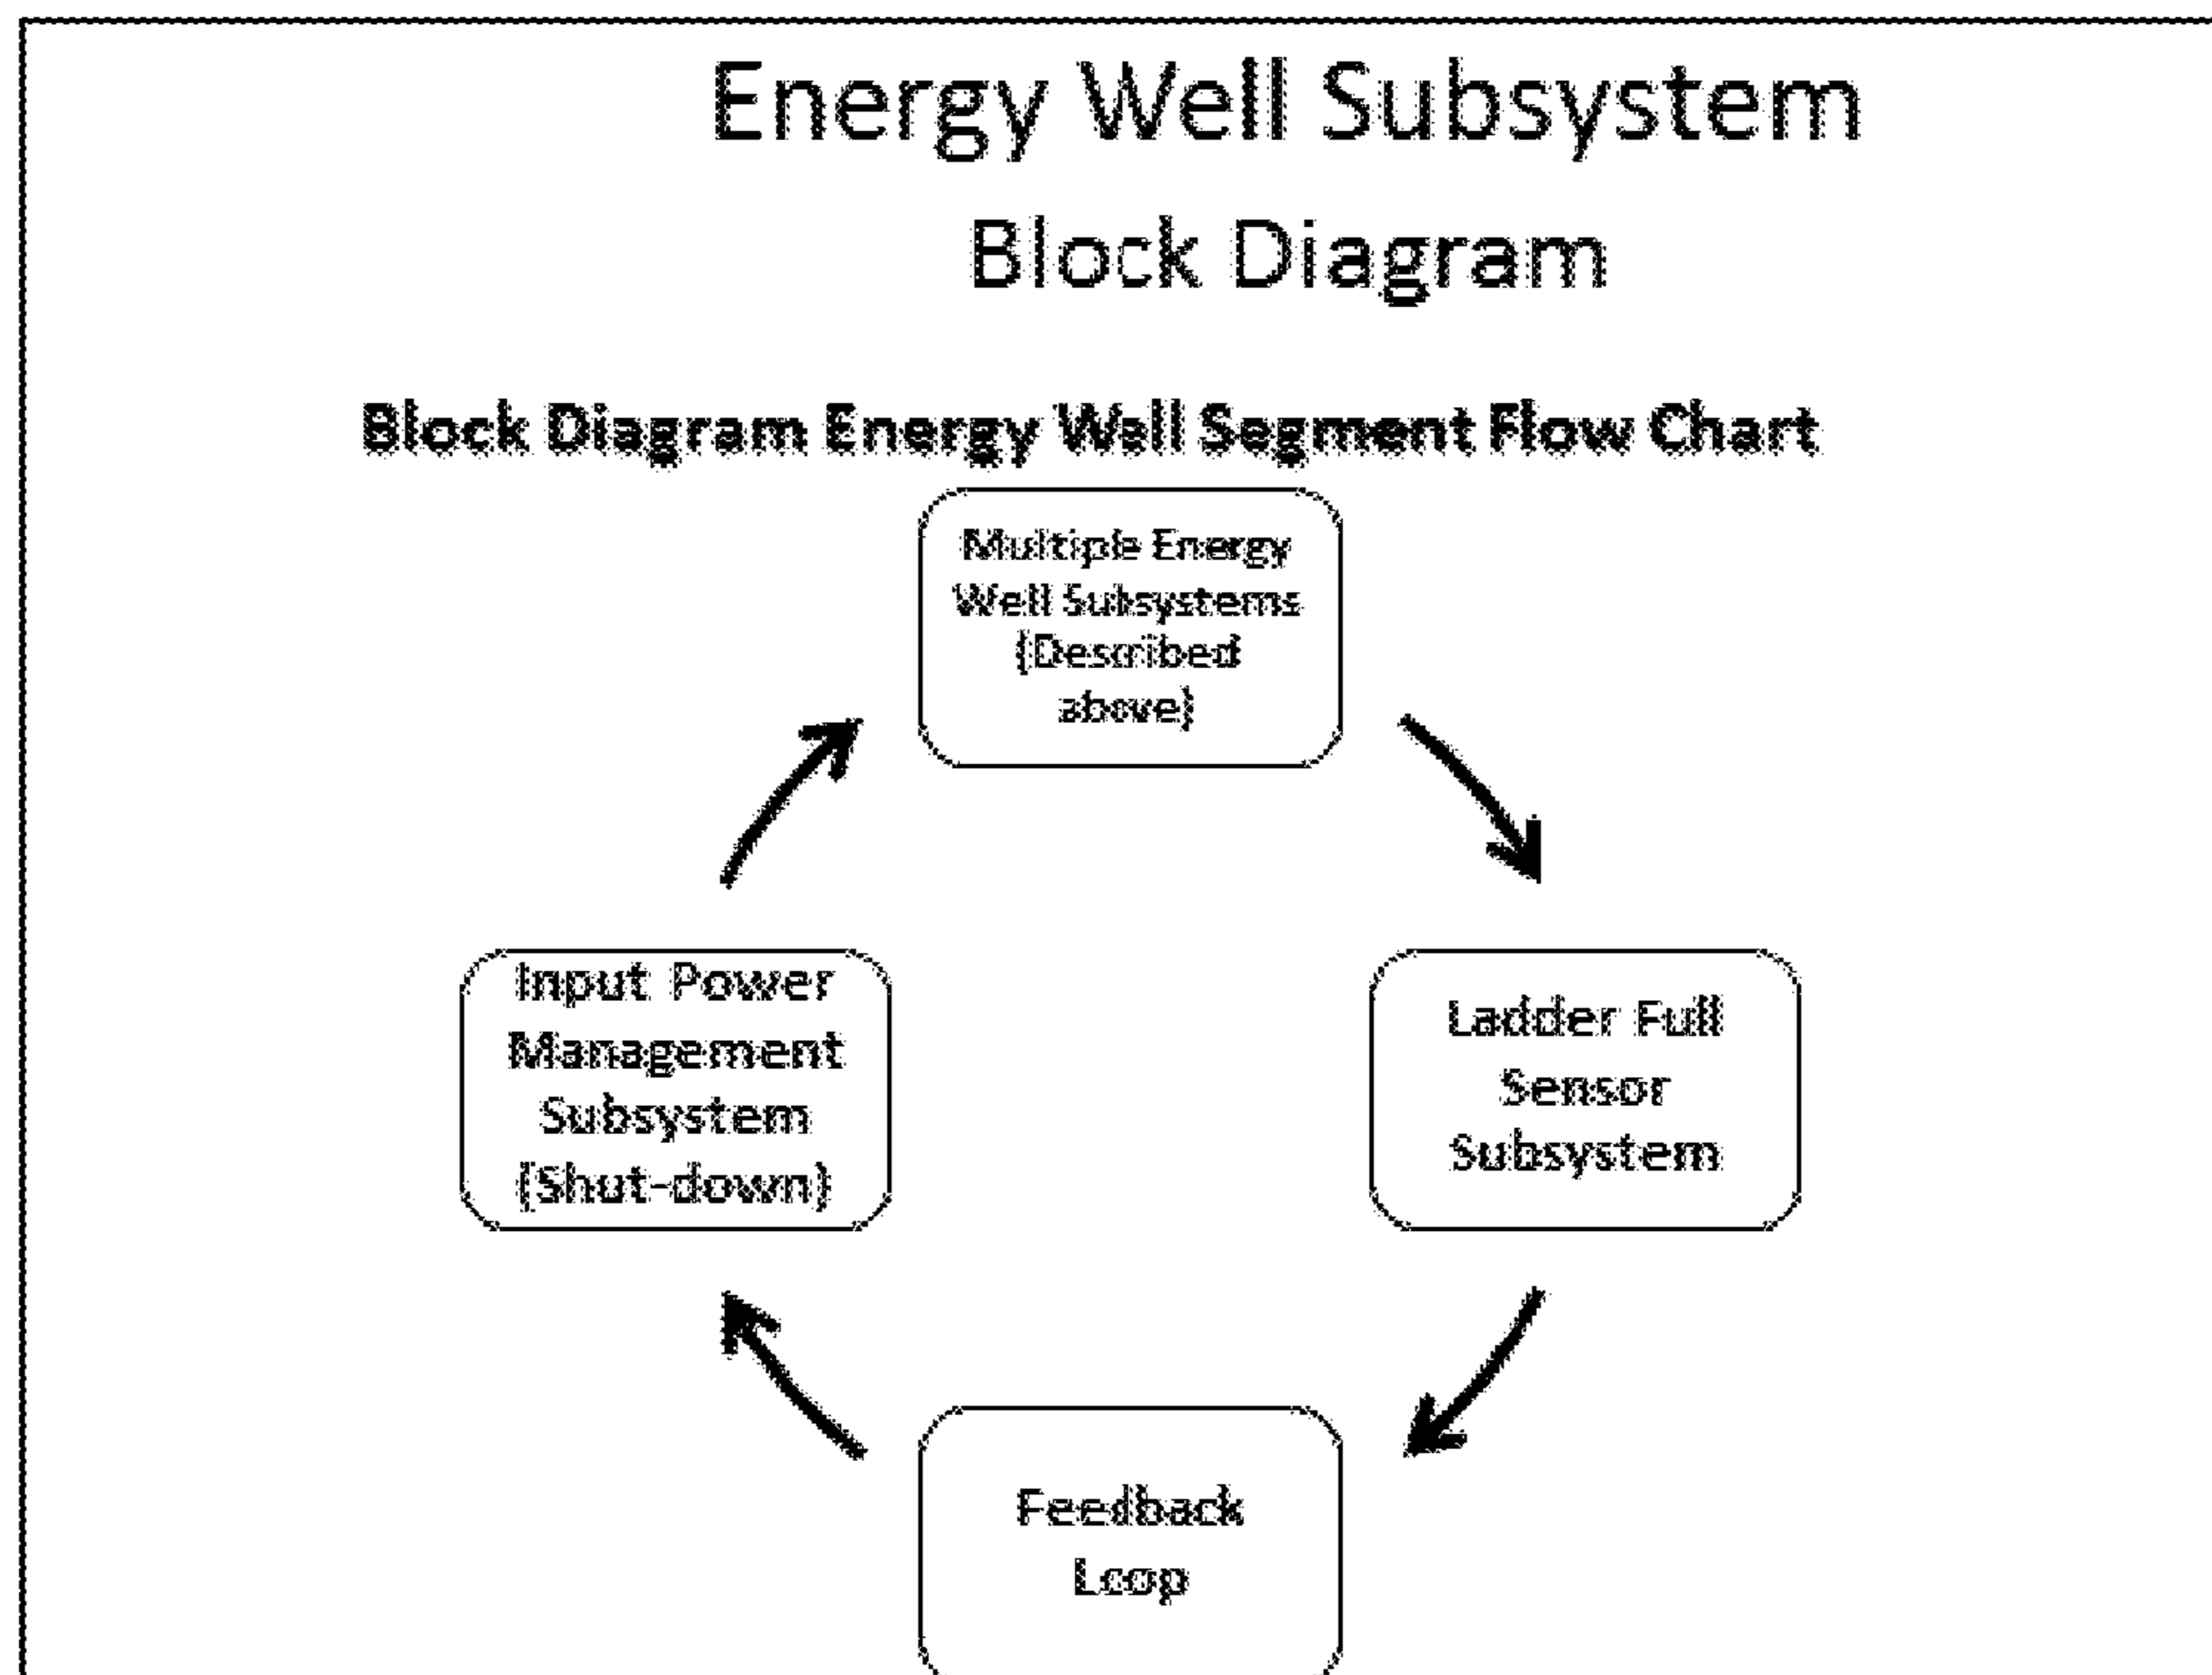 Energy Well Subsystem
Block Diagram
Block Diagram Energy Well Segment Flow Chart
Multiple Energy
Well Subsystems
(Described
above)
Input Power
Management
Subsystem
(Shut-down)
Ladder Full
Sensor
Subsystem
Feedback
Loop